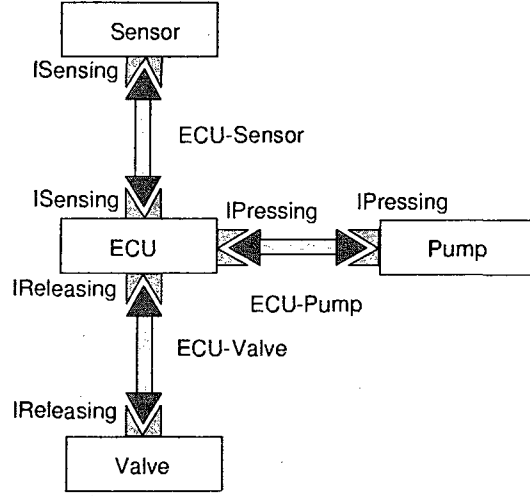 Sensor
ISensing
ECU-Sensor
ISensing
IPressing
IPressing
ECU
Pump
IReleasing
ECU-Pump
ECU-Valve
IReleasing
Valve